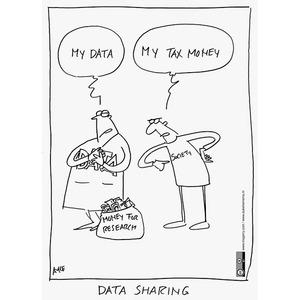 MY DATA
MY TAX MONEY
SOCIETY
MONEY FOR
RESEARCH
DATA SHARING